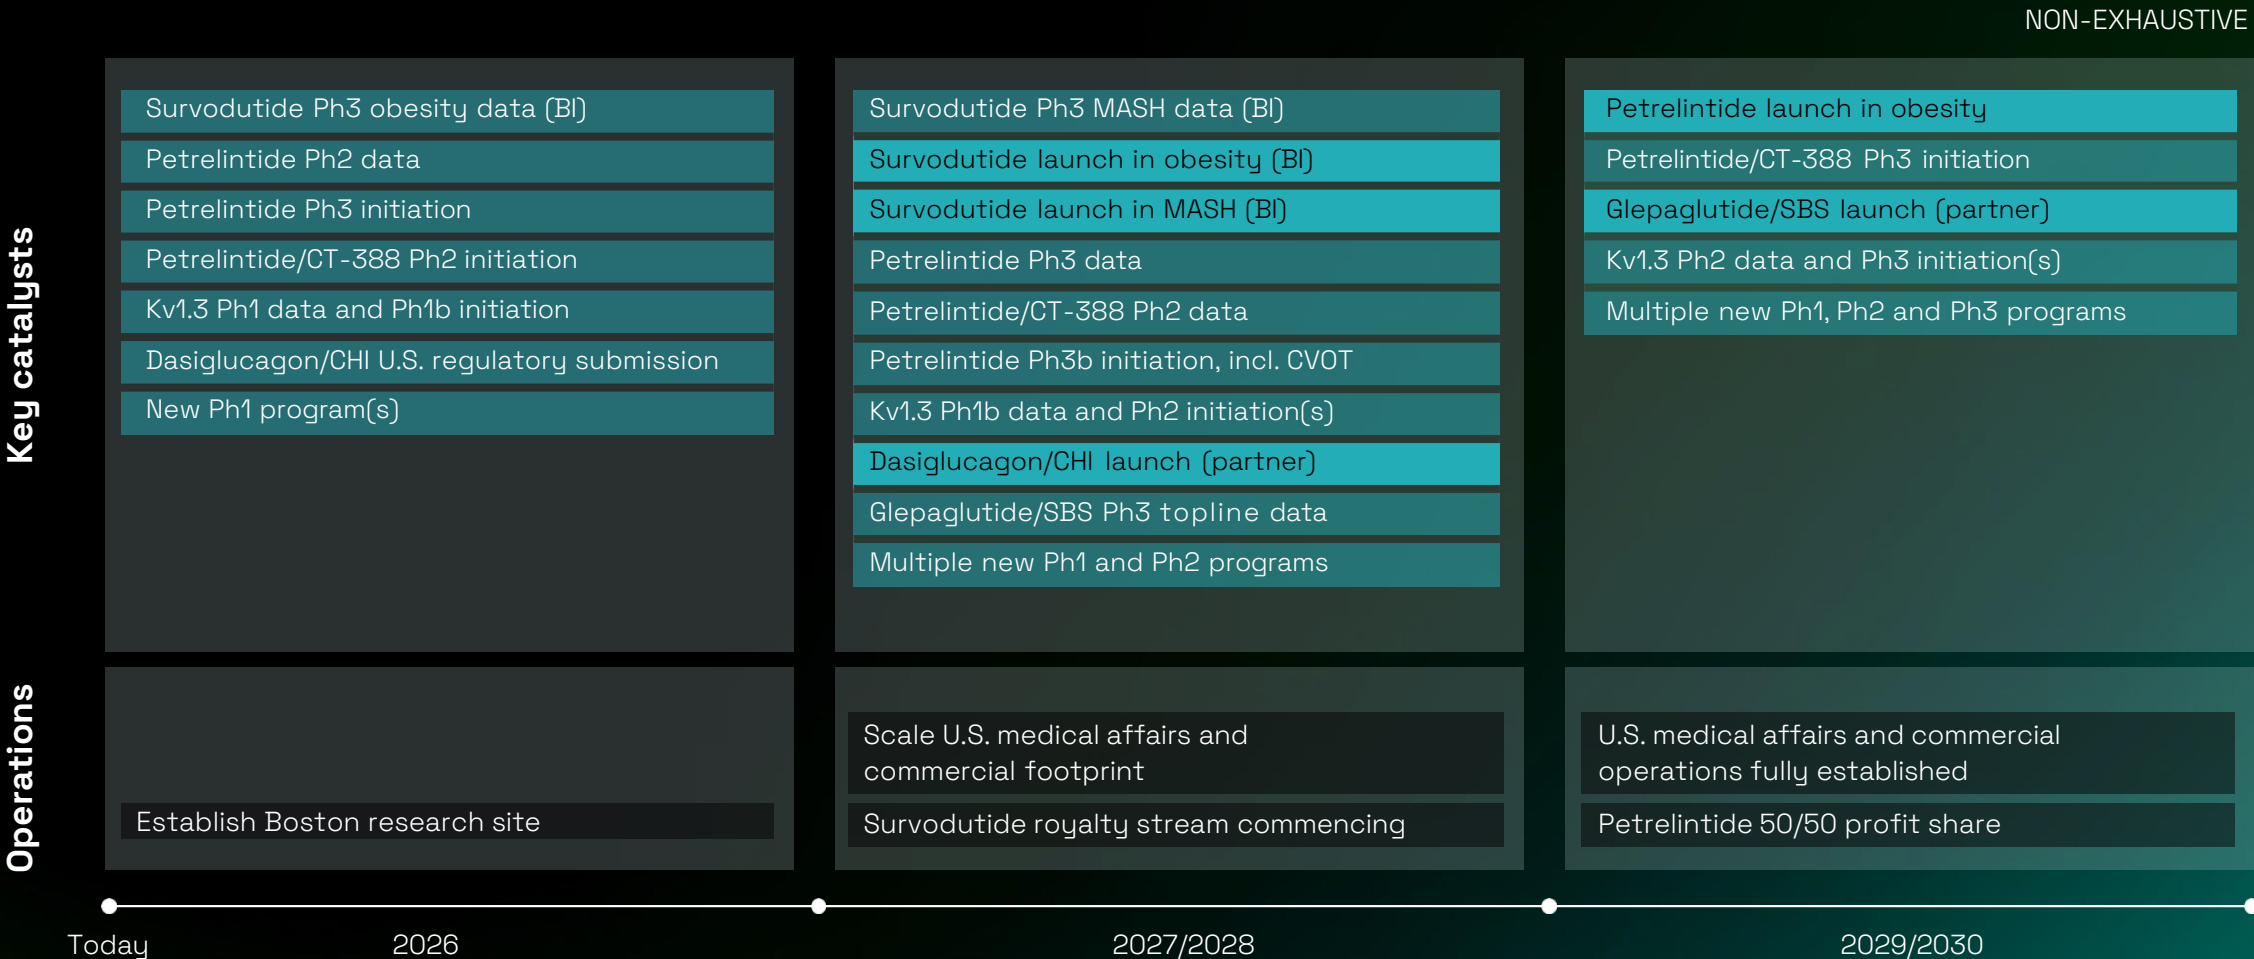 NON-EXHAUSTIVE
Key catalysts
Survodutide Ph3 obesity data (BI)
Petrelintide Ph2 data
Petrelintide Ph3 initiation
Petrelintide/CT-388 Ph2 initiation
Kv1.3 Ph1 data and Ph1b initiation
Dasiglucagon/CHI U.S. regulatory submission
New Ph1 program(s)
Survodutide Ph3 MASH data (BI)
Survodutide launch in obesity (BI)
Survodutide launch in MASH (BI)
Petrelintide Ph3 data
Petrelintide/CT-388 Ph2 data
Petrelintide Ph3b initiation, incl. CVOT
Kv1.3 Ph1b data and Ph2 initiation(s)
Dasiglucagon/CHI launch (partner)
Glepaglutide/SBS Ph3 topline data
Multiple new Ph1 and Ph2 programs
Petrelintide launch in obesity
Petrelintide/CT-388 Ph3 initiation
Glepaglutide/SBS launch (partner)
Kv1.3 Ph2 data and Ph3 initiation(s)
Multiple new Ph1, Ph2 and Ph3 programs
Operations
Establish Boston research site
Scale U.S. medical affairs and
commercial footprint
Survodutide royalty stream commencing
U.S. medical affairs and commercial
operations fully established
Petrelintide 50/50 profit share
Today
2026
2027/2028
2029/2030